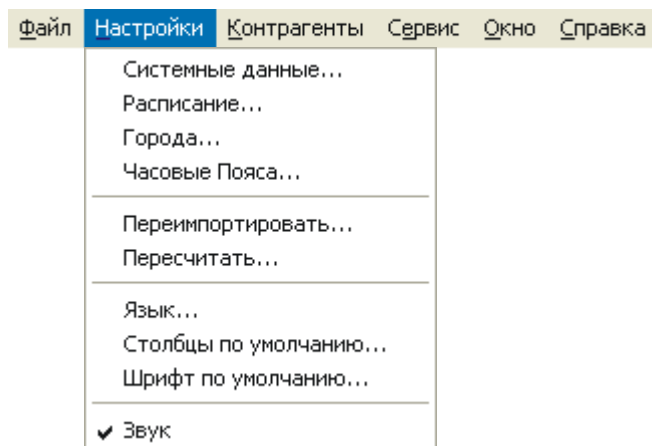 Файл Настройки Контрагенты Сервис Окно Справка
Системные данные...
Расписание...
Города...
Часовые Пояса...
Переимпортировать...
Пересчитать...
Язык...
Столбцы по умолчанию...
Шрифт по умолчанию...
Звук